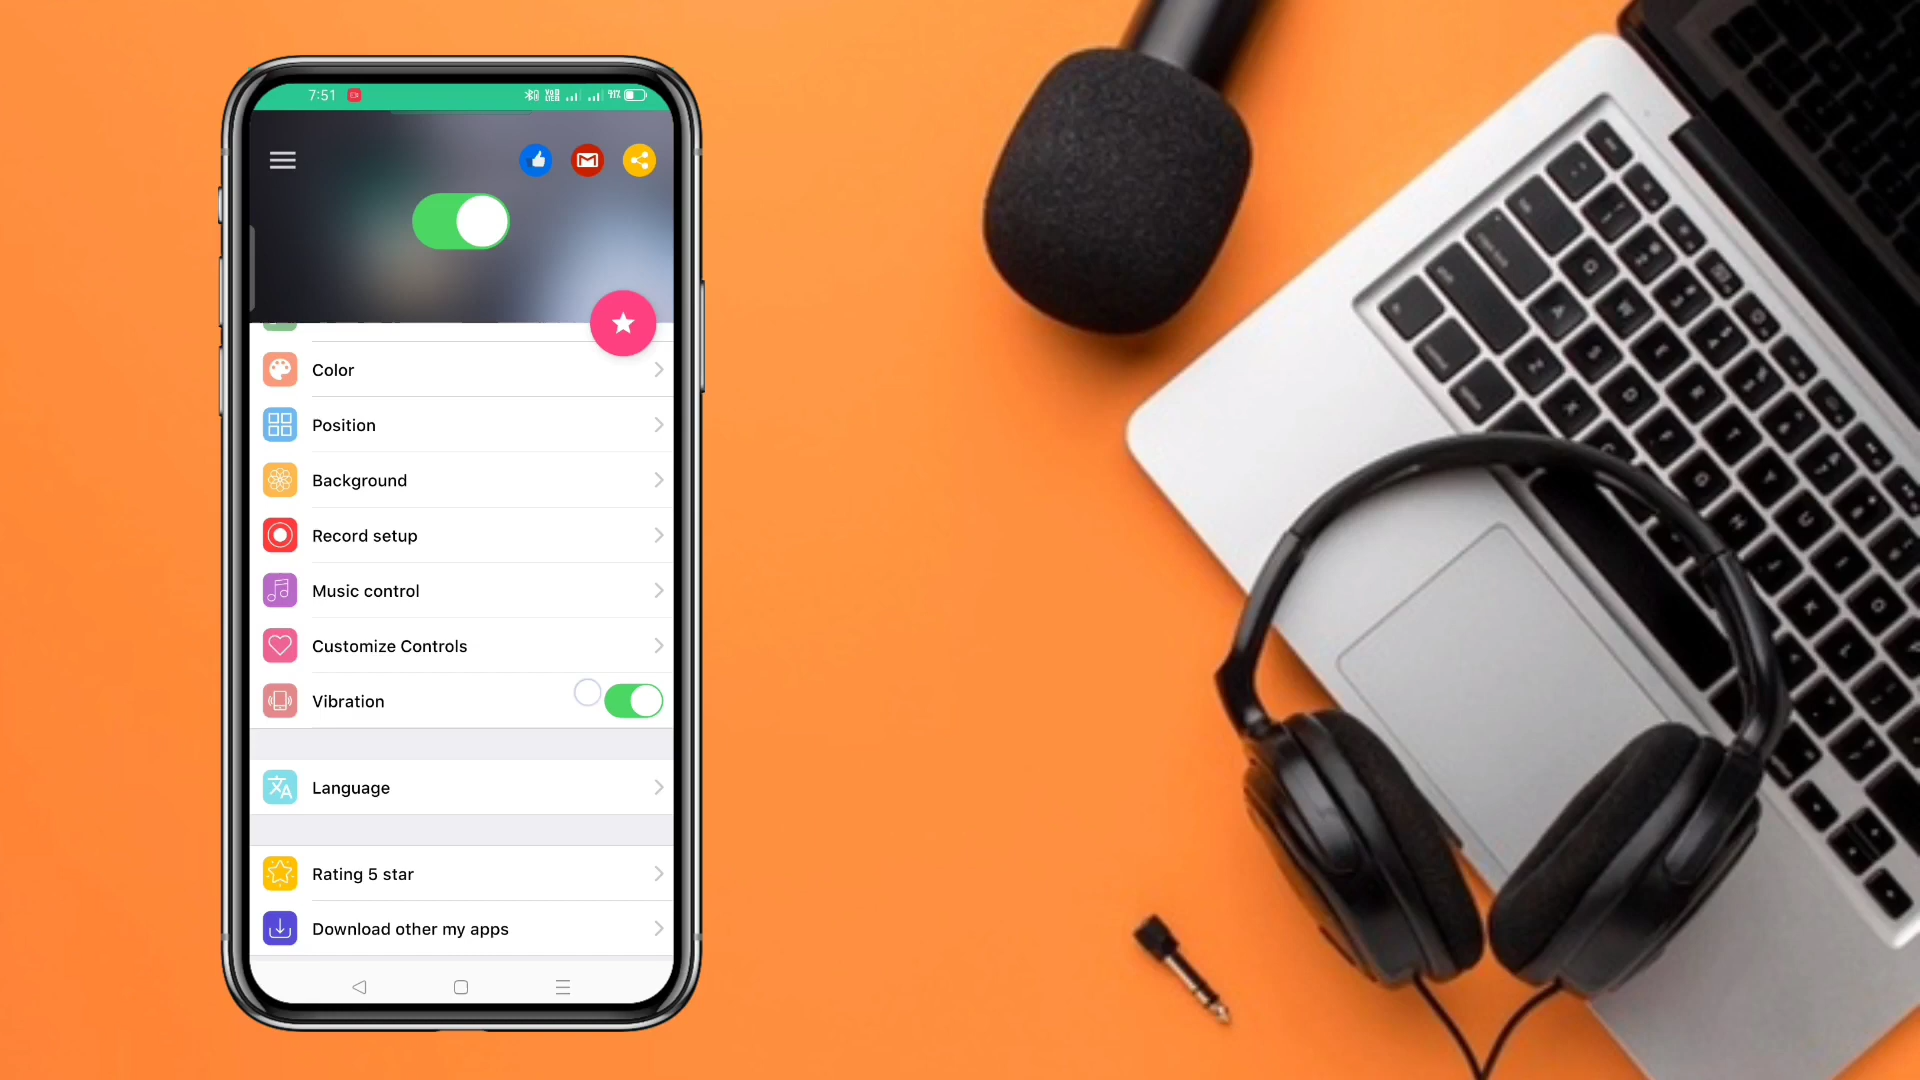 7:51
Color
Position
Background
Record setup
Music control
Customize Controls
Vibration
Language
Rating 5 star
Download other my apps